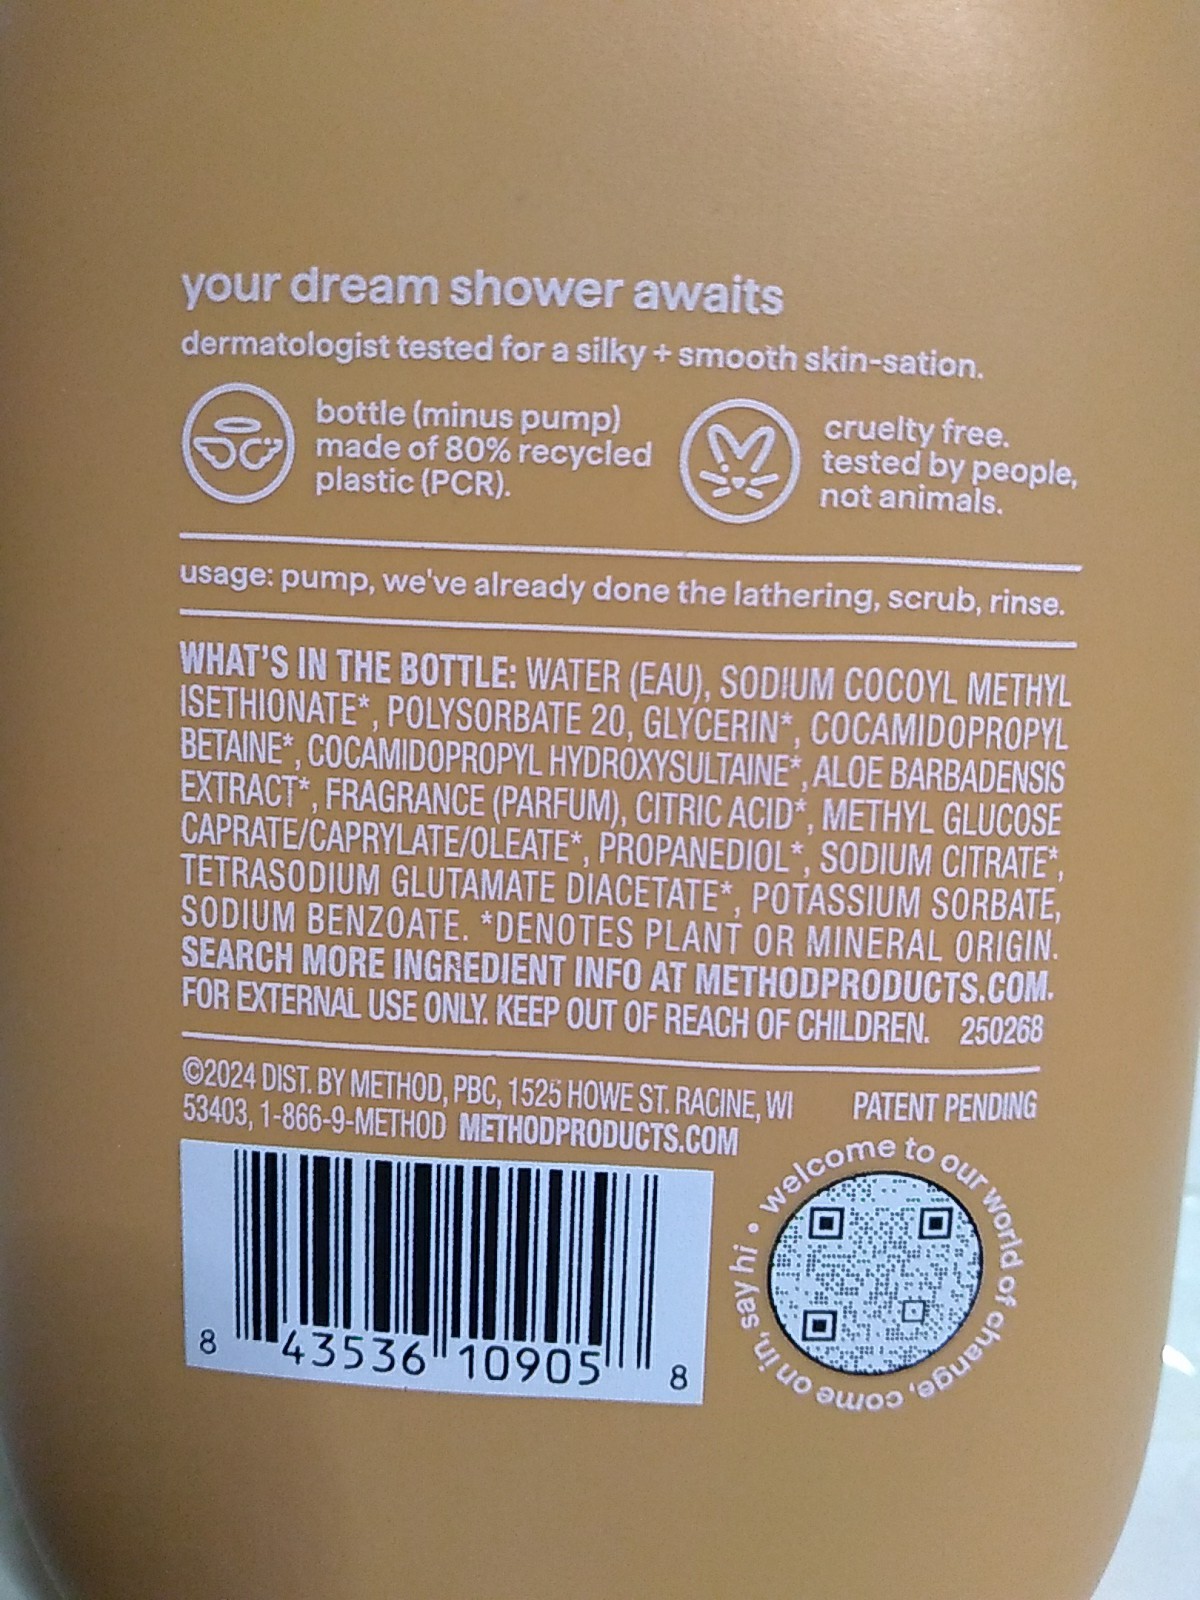 your dream shower awaits
dermatologist tested for a silky + smooth skin-sation.
bottle (minus pump)
made of 80% recycled
plastic (PCR).
cruelty free.
tested by people,
not animals.
usage: pump, we've already done the lathering, scrub, rinse.
WHAT'S IN THE BOTTLE: WATER (EAU), SODIUM COCOYL METHYL
ISETHIONATE*, POLYSORBATE 20, GLYCERIN*, COCAMIDOPROPYL
BETAINE*, COCAMIDOPROPYL HYDROXYSULTAINE*, ALOE BARBADENSIS
EXTRACT*, FRAGRANCE (PARFUM), CITRIC ACID*, METHYL GLUCOSE
CAPRATE/CAPRYLATE/OLEATE*, PROPANEDIOL*, SODIUM CITRATE*,
TETRASODIUM GLUTAMATE DIACETATE*, POTASSIUM SORBATE,
SODIUM BENZOATE. *DENOTES PLANT OR MINERAL ORIGIN.
SEARCH MORE INGREDIENT INFO AT METHODPRODUCTS.COM.
FOR EXTERNAL USE ONLY. KEEP OUT OF REACH OF CHILDREN. 250268
©2024 DIST. BY METHOD, PBC, 1525 HOWE ST. RACINE, WI
53403, 1-866-9-METHOD METHODPRODUCTS.COM
PATENT PENDING
welcome to our world of change, come on in, say hi •
8 43536 10905 8